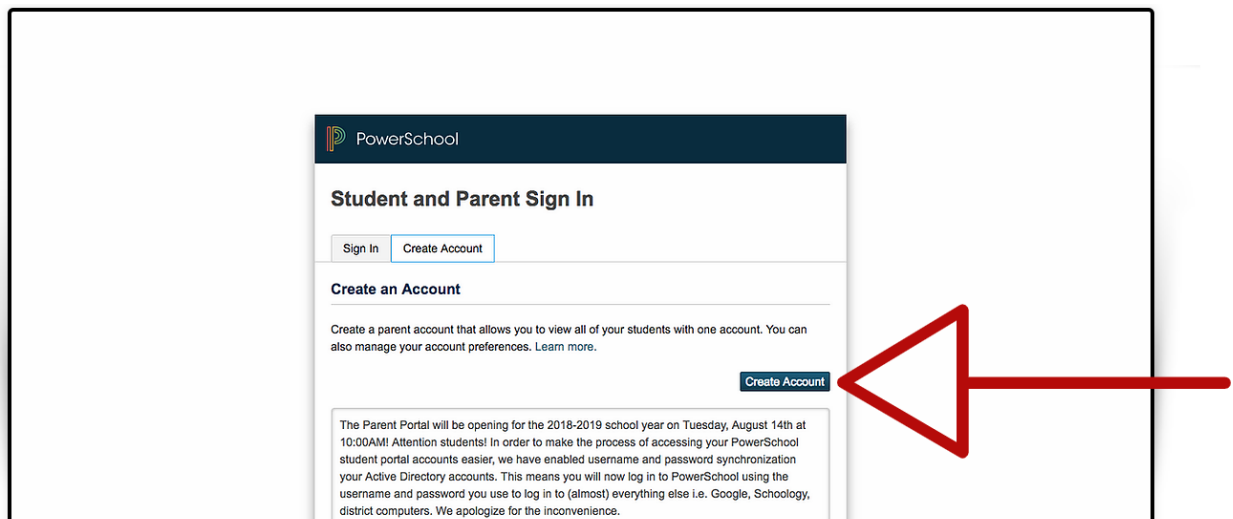 PowerSchool
Student and Parent Sign In
Sign In Create Account
Create an Account
Create a parent account that allows you to view all of your students with one account. You can
also manage your account preferences. Learn more.
Create Account
The Parent Portal will be opening for the 2018-2019 school year on Tuesday, August 14th at
10:00AM! Attention students! In order to make the process of accessing your PowerSchool
student portal accounts easier, we have enabled username and password synchronization
your Active Directory accounts. This means you will now log in to PowerSchool using the
username and password you use to log in to (almost) everything else i.e. Google, Schoology,
district computers. We apologize for the inconvenience.